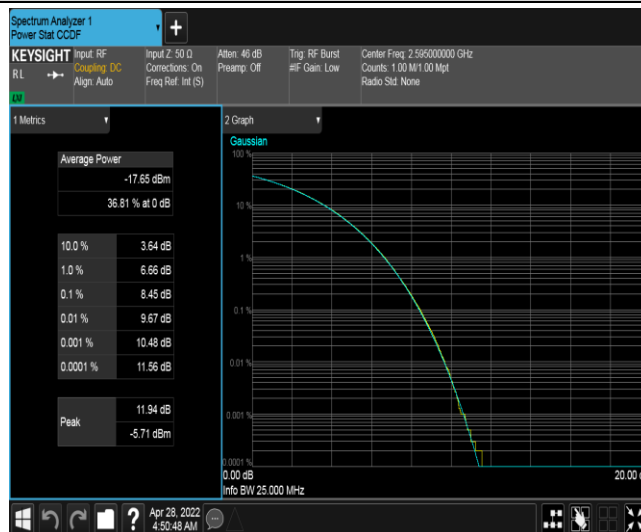 Spectrum Analyzer 1
Power Stat CCDF
KEYSIGHT
Input: RF
Input Z: 50 Ω
Atten: 46 dB
Trig: RF Burst
Center Freq: 2.595000000 GHz
RL
Coupling: DC
Corrections: On
Preamp: Off
#IF Gain: Low
Counts: 1.00 M/1.00 Mpt
Align: Auto
Freq Ref: Int (S)
Radio Std: None
1 Metrics
2 Graph
Average Power
-17.65 dBm
36.81 % at 0 dB
10.0 % 3.64 dB
1.0 % 6.66 dB
0.1 % 8.45 dB
0.01 % 9.67 dB
0.001 % 10.48 dB
0.0001 % 11.56 dB
Peak
11.94 dB
-5.71 dBm
Gaussian
100 %
10 %
1 %
0.1 %
0.01 %
0.001 %
0.0001 %
0.00 dB
20.00
Info BW 25.000 MHz
Apr 28, 2022
4:50:48 AM